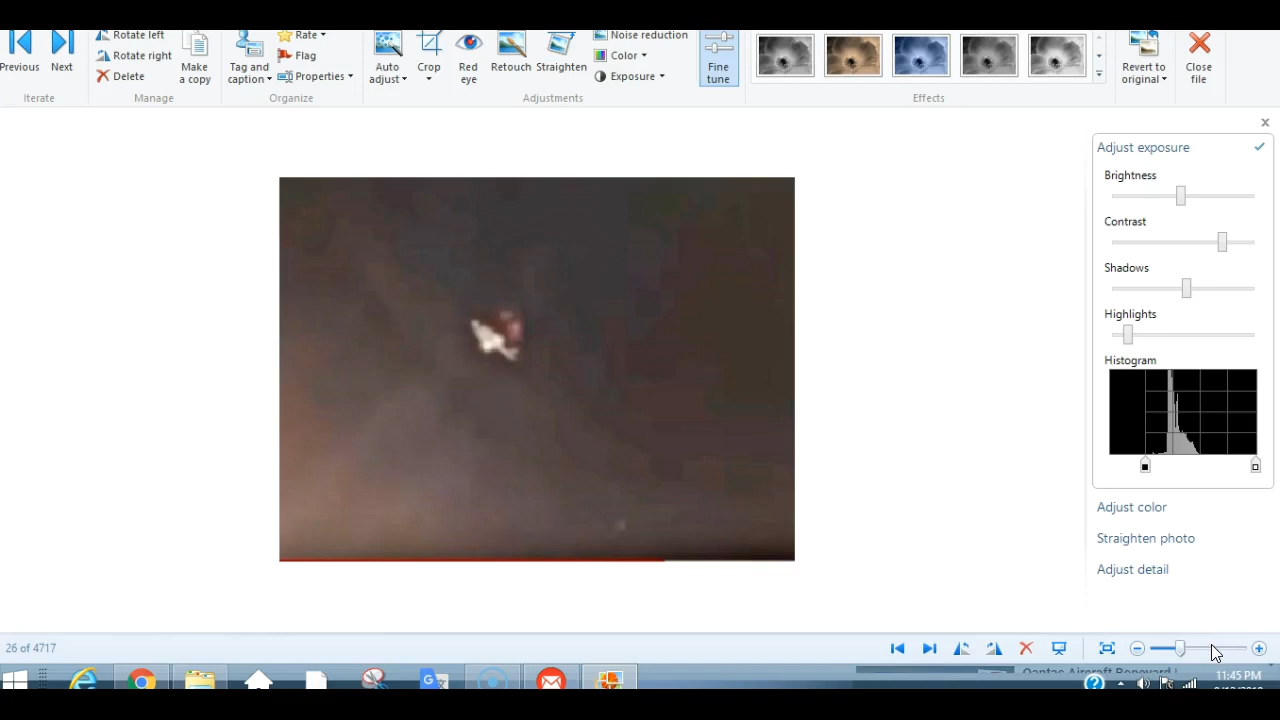 Rotate left
Rotate right
Delete
Previous
Next
Iterate
Make a copy
Manage
Tag and caption
Rate
Flag
Properties
Organize
Auto adjust
Crop
Red eye
Retouch
Straighten
Noise reduction
Color
Exposure
Adjustments
Fine tune
Effects
Revert to original
Close file
x
Adjust exposure
Brightness
Contrast
Shadows
Highlights
Histogram
Adjust color
Straighten photo
Adjust detail
26 of 4717
11:45 PM